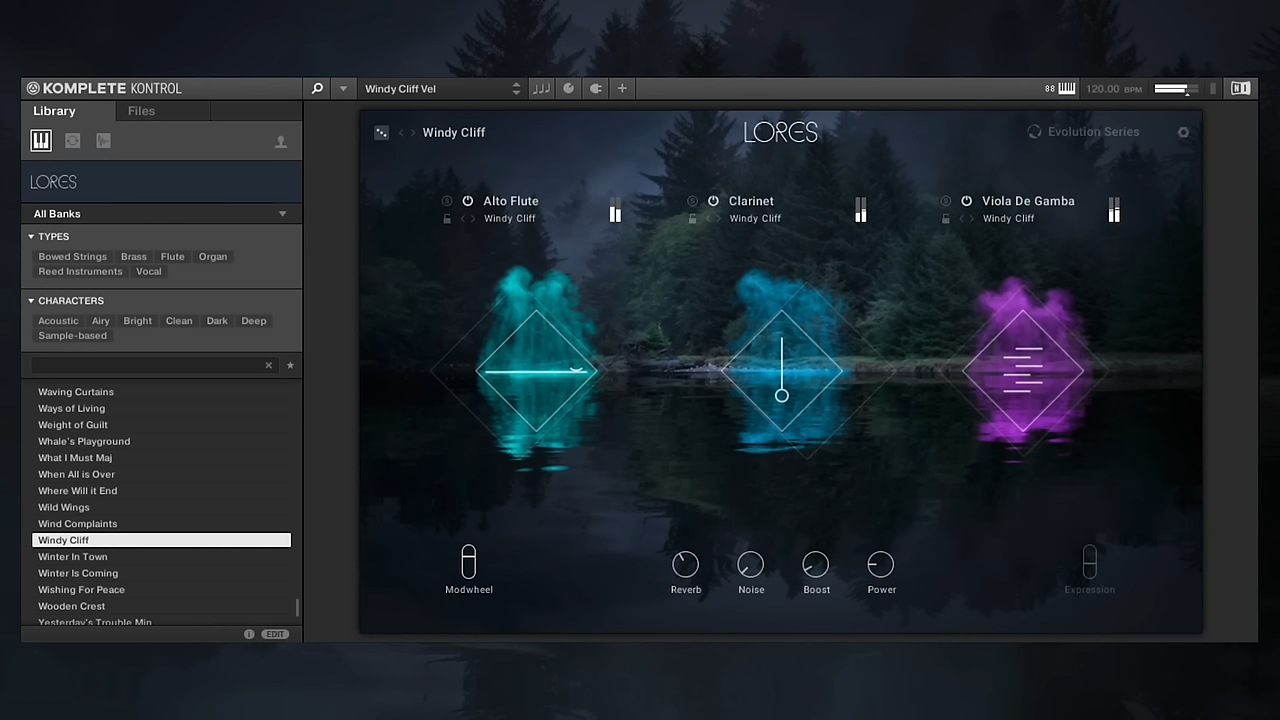 KOMPLETE KONTROL
Windy Cliff Vel
88
120.00 BPM
Library
Files
LORES
All Banks
TYPES
Bowed Strings Brass Flute Organ
Reed Instruments Vocal
CHARACTERS
Acoustic Airy Bright Clean Dark Deep
Sample-based
Waving Curtains
Ways of Living
Weight of Guilt
Whale's Playground
What I Must Maj
When All is Over
Where Will it End
Wild Wings
Wind Complaints
Windy Cliff
Winter In Town
Winter Is Coming
Wishing For Peace
Wooden Crest
Yesterday's Trouble Min
EDIT
Windy Cliff
LORES
Evolution Series
S Alto Flute
Windy Cliff
S Clarinet
Windy Cliff
S Viola De Gamba
Windy Cliff
Modwheel
Reverb
Noise
Boost
Power
Expression